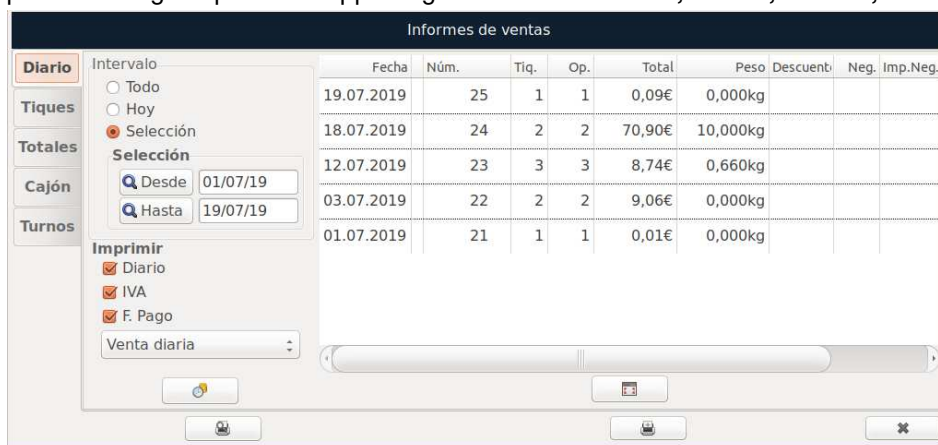 Informes de ventas
Diario
Tiques
Totales
Cajón
Turnos
Intervalo
Todo
Hoy
Selección
Selección
Desde 01/07/19
Hasta 19/07/19
Imprimir
Diario
IVA
F. Pago
Venta diaria
Fecha Núm. Tiq. Op. Total Peso Descuent Neg. Imp.Neg.
19.07.2019 25 1 1 0,09€ 0,000kg
18.07.2019 24 2 2 70,90€ 10,000kg
12.07.2019 23 3 3 8,74€ 0,660kg
03.07.2019 22 2 2 9,06€ 0,000kg
01.07.2019 21 1 1 0,01€ 0,000kg